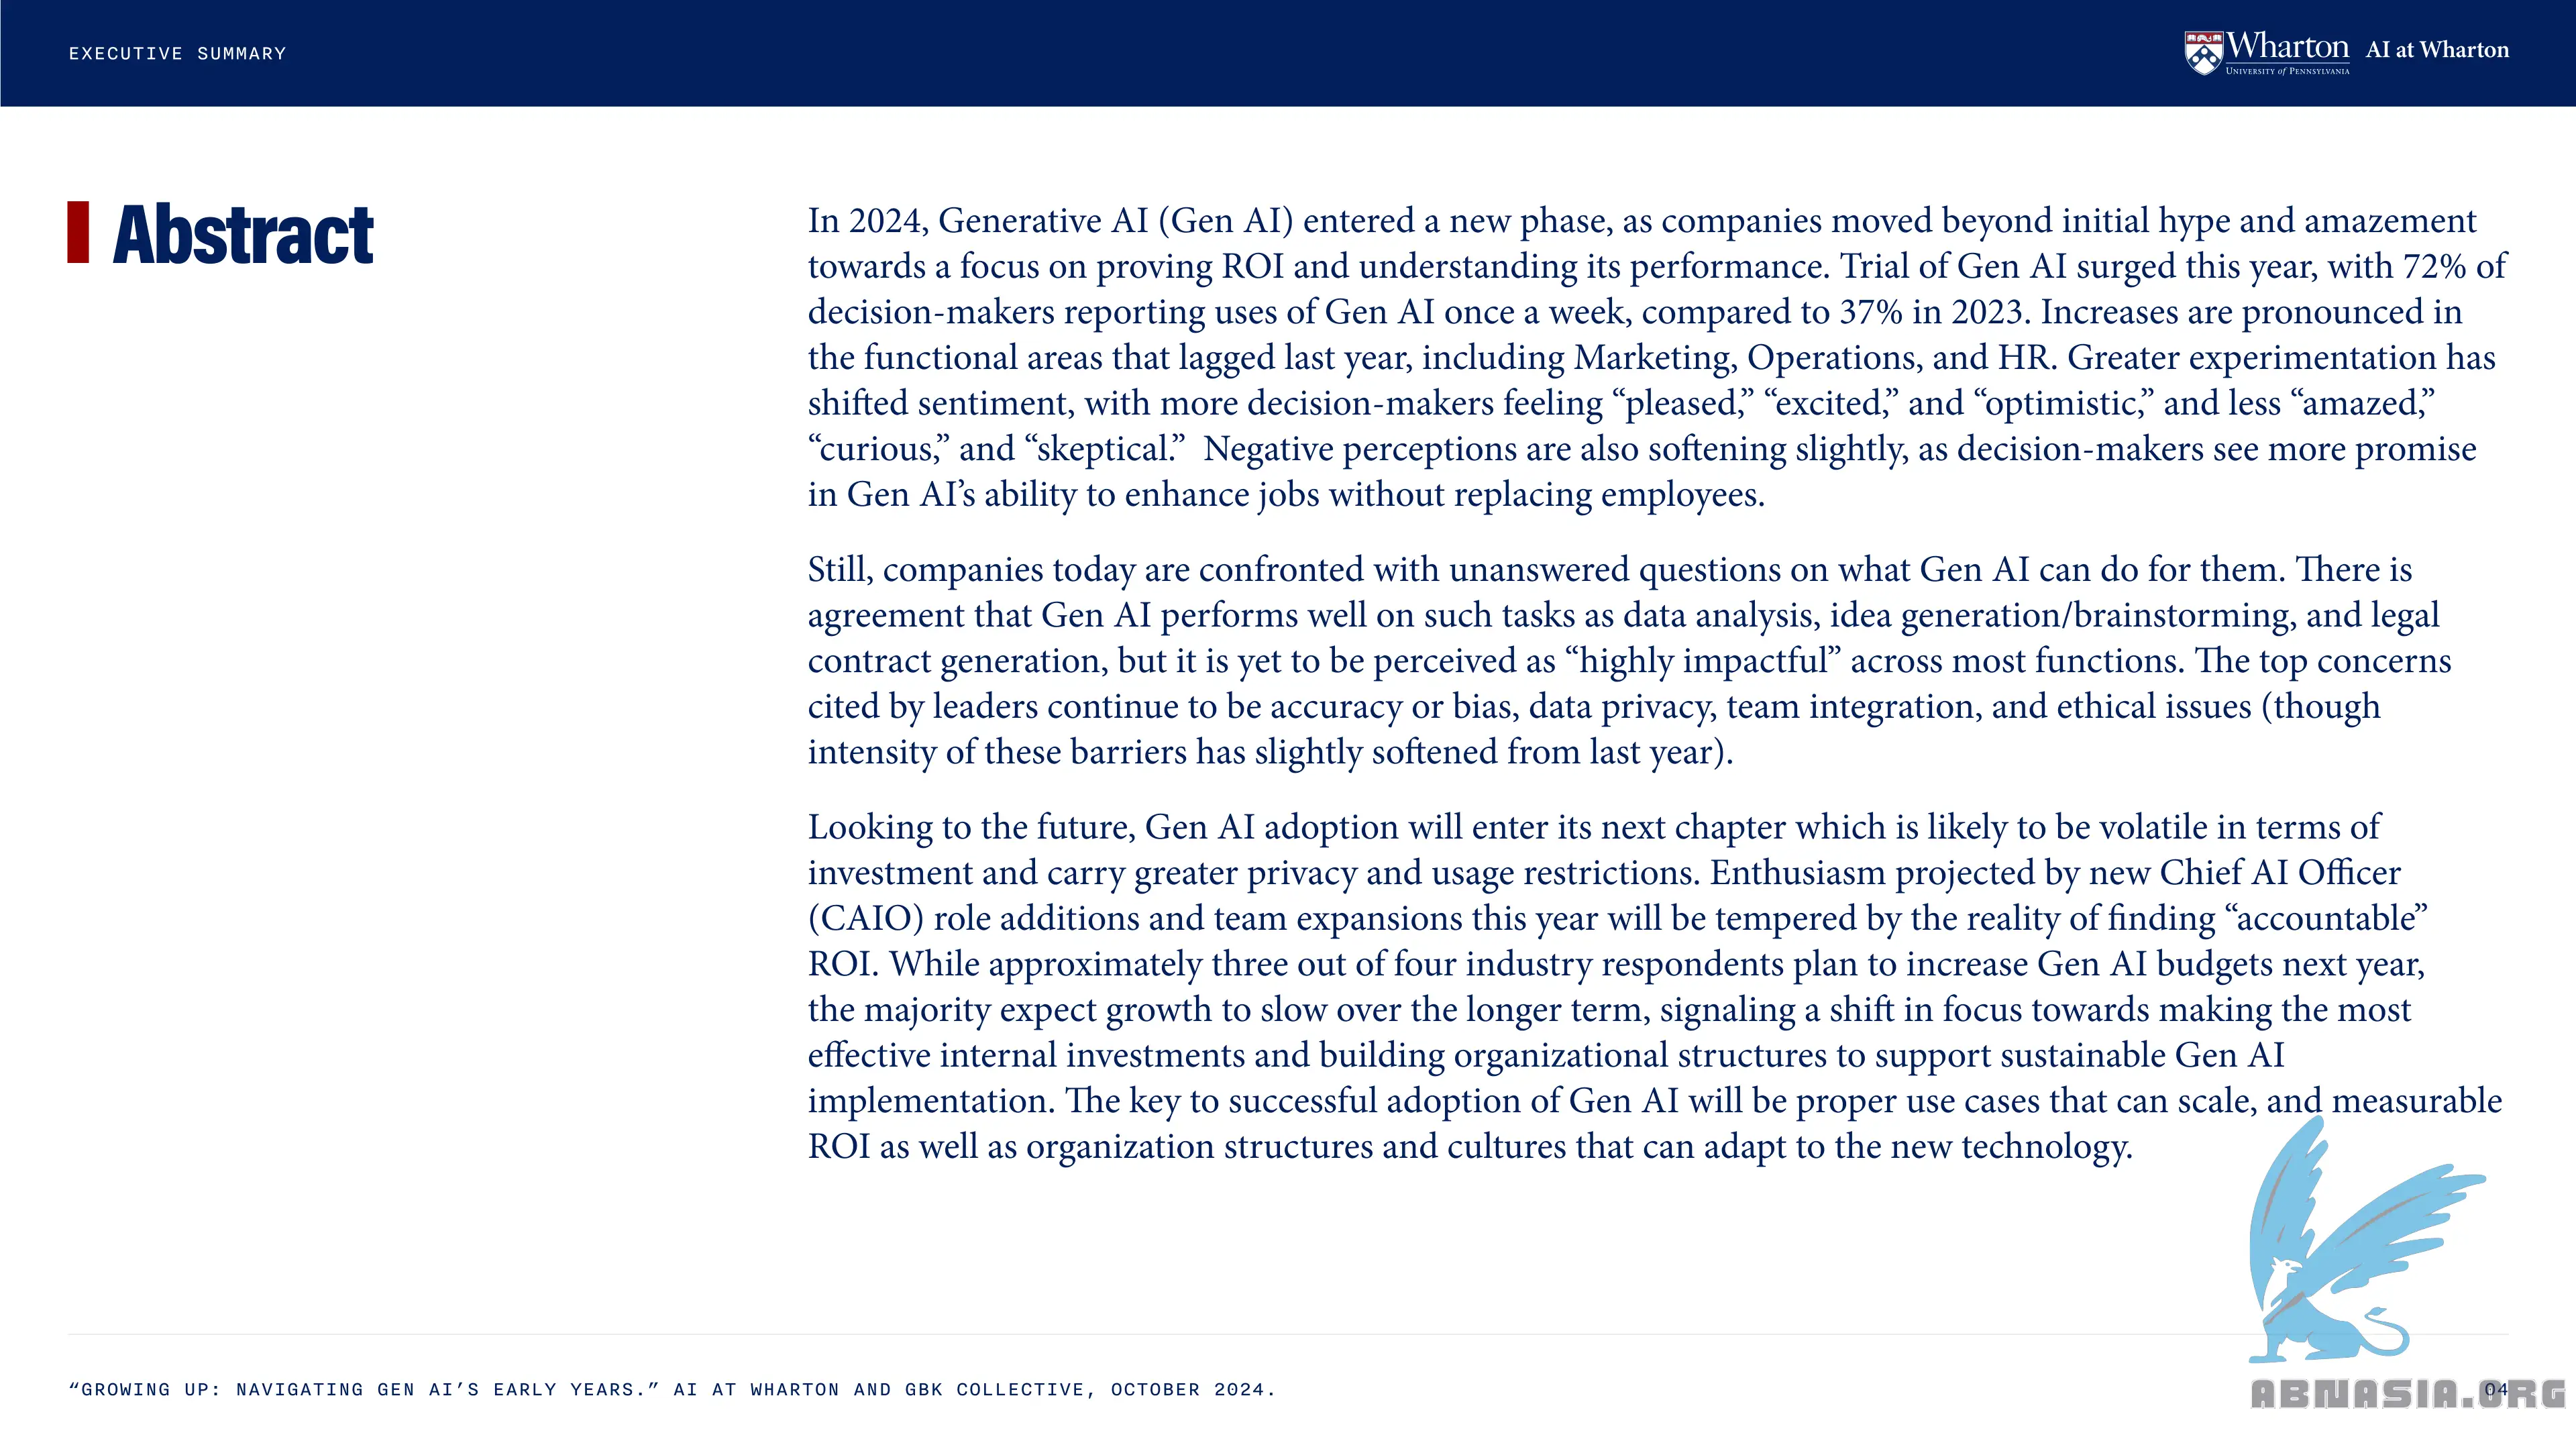 EXECUTIVE SUMMARY
Wharton
UNIVERSITY of PENNSYLVANIA
AI at Wharton
Abstract
In 2024, Generative AI (Gen AI) entered a new phase, as companies moved beyond initial hype and amazement
towards a focus on proving ROI and understanding its performance. Trial of Gen AI surged this year, with 72% of
decision-makers reporting uses of Gen AI once a week, compared to 37% in 2023. Increases are pronounced in
the functional areas that lagged last year, including Marketing, Operations, and HR. Greater experimentation has
shifted sentiment, with more decision-makers feeling “pleased,” “excited,” and “optimistic,” and less “amazed,”
“curious,” and “skeptical.”  Negative perceptions are also softening slightly, as decision-makers see more promise
in Gen AI’s ability to enhance jobs without replacing employees.
Still, companies today are confronted with unanswered questions on what Gen AI can do for them. There is
agreement that Gen AI performs well on such tasks as data analysis, idea generation/brainstorming, and legal
contract generation, but it is yet to be perceived as “highly impactful” across most functions. The top concerns
cited by leaders continue to be accuracy or bias, data privacy, team integration, and ethical issues (though
intensity of these barriers has slightly softened from last year).
Looking to the future, Gen AI adoption will enter its next chapter which is likely to be volatile in terms of
investment and carry greater privacy and usage restrictions. Enthusiasm projected by new Chief AI Officer
(CAIO) role additions and team expansions this year will be tempered by the reality of finding “accountable”
ROI. While approximately three out of four industry respondents plan to increase Gen AI budgets next year,
the majority expect growth to slow over the longer term, signaling a shift in focus towards making the most
effective internal investments and building organizational structures to support sustainable Gen AI
implementation. The key to successful adoption of Gen AI will be proper use cases that can scale, and measurable
ROI as well as organization structures and cultures that can adapt to the new technology.
“GROWING UP: NAVIGATING GEN AI’S EARLY YEARS.” AI AT WHARTON AND GBK COLLECTIVE, OCTOBER 2024.
04
ABNASIA.ORG